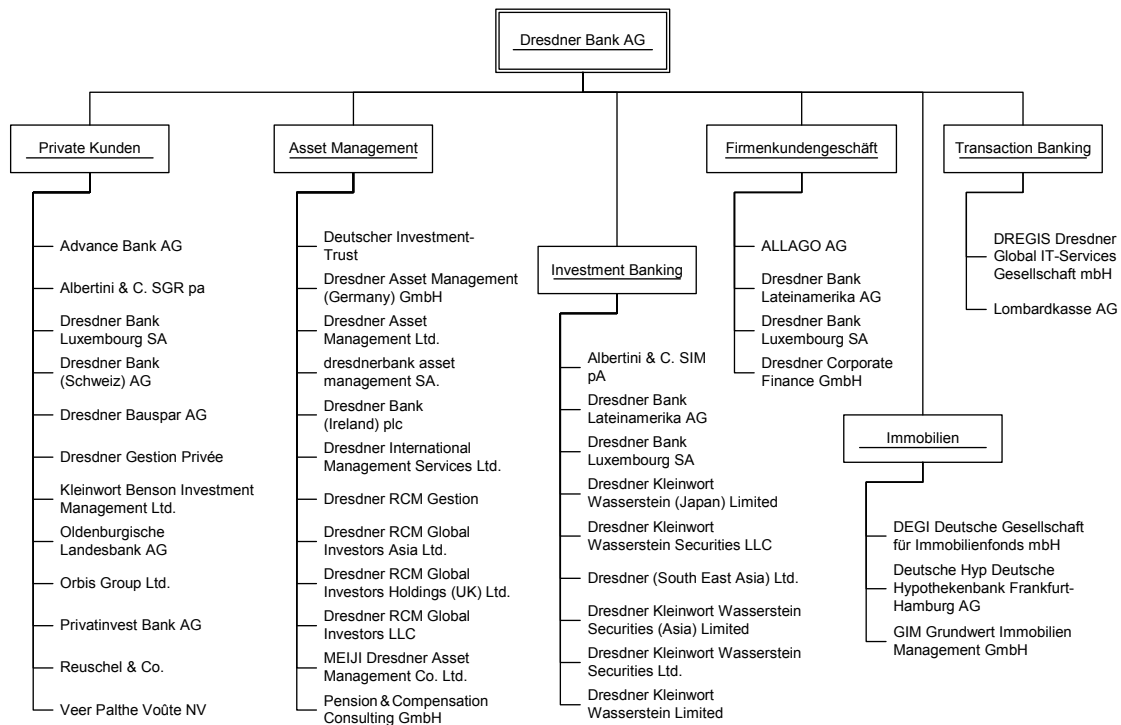 Dresdner Bank AG
Private Kunden
Advance Bank AG
Albertini & C. SGR pa
Dresdner Bank
Luxembourg SA
Dresdner Bank
(Schweiz) AG
Dresdner Bauspar AG
Dresdner Gestion Privée
Kleinwort Benson Investment
Management Ltd.
Oldenburgische
Landesbank AG
Orbis Group Ltd.
Privatinvest Bank AG
Reuschel & Co.
Veer Palthe Voûte NV
Asset Management
Deutscher Investment-
Trust
Dresdner Asset Management
(Germany) GmbH
Dresdner Asset
Management Ltd.
dresdnerbank asset
management SA.
Dresdner Bank
(Ireland) plc
Dresdner International
Management Services Ltd.
Dresdner RCM Gestion
Dresdner RCM Global
Investors Asia Ltd.
Dresdner RCM Global
Investors Holdings (UK) Ltd.
Dresdner RCM Global
Investors LLC
MEIJI Dresdner Asset
Management Co. Ltd.
Pension & Compensation
Consulting GmbH
Investment Banking
Albertini & C. SIM
pA
Dresdner Bank
Lateinamerika AG
Dresdner Bank
Luxembourg SA
Dresdner Kleinwort
Wasserstein (Japan) Limited
Dresdner Kleinwort
Wasserstein Securities LLC
Dresdner (South East Asia) Ltd.
Dresdner Kleinwort Wasserstein
Securities (Asia) Limited
Dresdner Kleinwort Wasserstein
Securities Ltd.
Dresdner Kleinwort
Wasserstein Limited
Firmenkundengeschäft
ALLAGO AG
Dresdner Bank
Lateinamerika AG
Dresdner Bank
Luxembourg SA
Dresdner Corporate
Finance GmbH
Immobilien
DEGI Deutsche Gesellschaft
für Immobilienfonds mbH
Deutsche Hyp Deutsche
Hypothekenbank Frankfurt-
Hamburg AG
GIM Grundwert Immobilien
Management GmbH
Transaction Banking
DREGIS Dresdner
Global IT-Services
Gesellschaft mbH
Lombardkasse AG